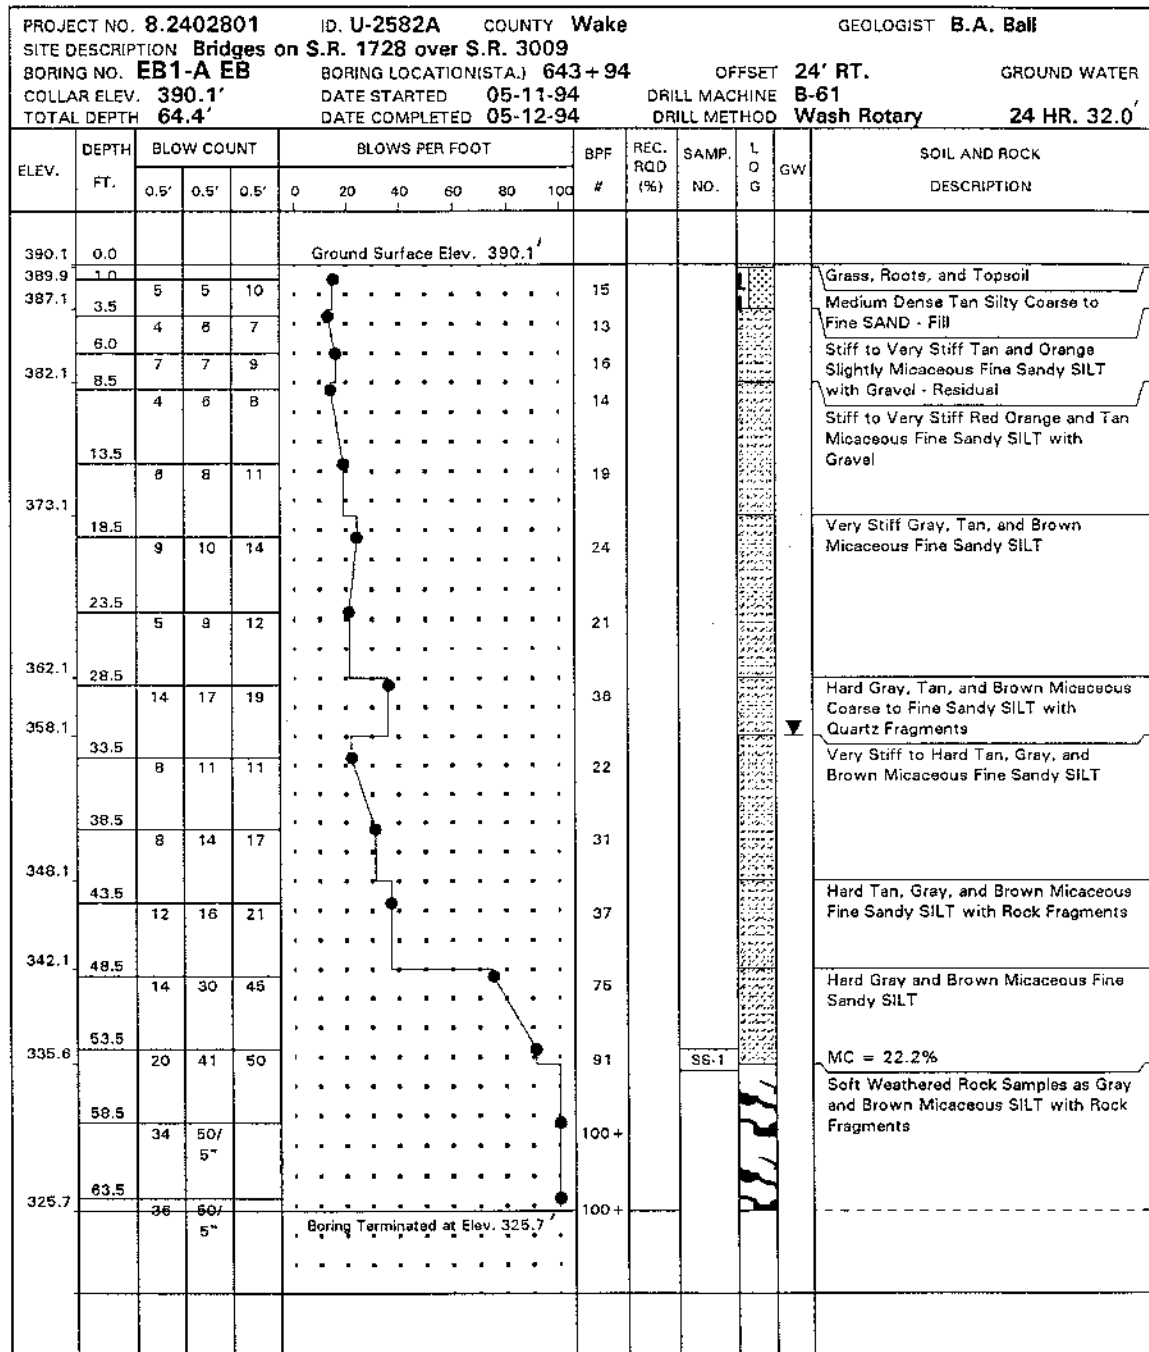 PROJECT NO. 8.2402801 ID. U-2582A COUNTY Wake GEOLOGIST B.A. Ball
SITE DESCRIPTION Bridges on S.R. 1728 over S.R. 3009
BORING NO. EB1-A EB BORING LOCATION(STA.) 643+94 OFFSET 24' RT. GROUND WATER
COLLAR ELEV. 390.1' DATE STARTED 05-11-94 DRILL MACHINE B-61
TOTAL DEPTH 64.4' DATE COMPLETED 05-12-94 DRILL METHOD Wash Rotary 24 HR. 32.0'
ELEV. DEPTH FT. BLOW COUNT BLOWS PER FOOT BPF # REC. RQD (%) SAMP. NO. LOG GW SOIL AND ROCK DESCRIPTION
0.5' 0.5' 0.5' 0 20 40 60 80 100
390.1 0.0 Ground Surface Elev. 390.1'
389.9 1.0 Grass, Roots, and Topsoil
5 5 10 15
387.1 3.5 Medium Dense Tan Silty Coarse to
Fine SAND - Fill
4 6 7 13
6.0 Stiff to Very Stiff Tan and Orange
7 7 9 16 Slightly Micaceous Fine Sandy SILT
382.1 8.5 with Gravel - Residual
4 6 8 14
Stiff to Very Stiff Red Orange and Tan
Micaceous Fine Sandy SILT with
13.5 Gravel
6 8 11 19
373.1
18.5 Very Stiff Gray, Tan, and Brown
9 10 14 24 Micaceous Fine Sandy SILT
23.5
5 9 12 21
362.1 28.5
14 17 19 38 Hard Gray, Tan, and Brown Micaceous
Coarse to Fine Sandy SILT with
358.1 Quartz Fragments
33.5 Very Stiff to Hard Tan, Gray, and
8 11 11 22 Brown Micaceous Fine Sandy SILT
38.5
8 14 17 31
348.1 43.5 Hard Tan, Gray, and Brown Micaceous
12 16 21 37 Fine Sandy SILT with Rock Fragments
342.1 48.5
14 30 45 75 Hard Gray and Brown Micaceous Fine
Sandy SILT
53.5
335.6 20 41 50 91 SS-1 MC = 22.2%
Soft Weathered Rock Samples as Gray
58.5 and Brown Micaceous SILT with Rock
34 50/ 5" 100+ Fragments
63.5
325.7 36 50/ 5" 100+
Boring Terminated at Elev. 325.7'